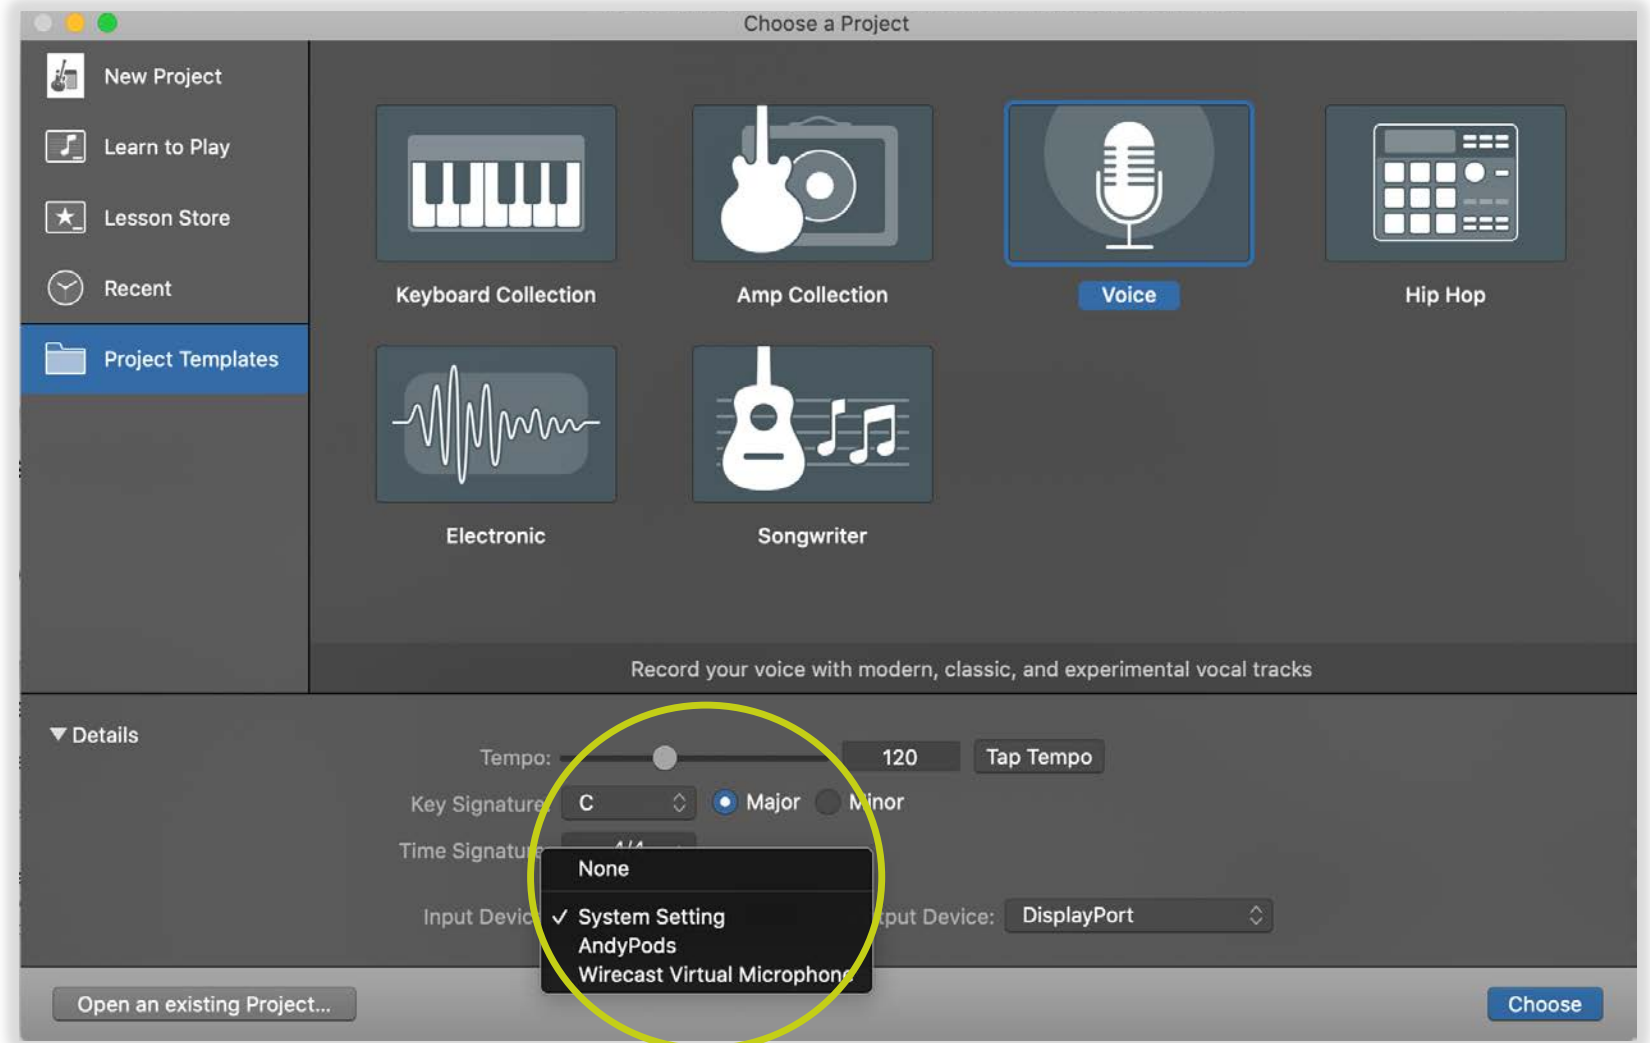 Choose a Project
New Project
Learn to Play
Lesson Store
Recent
Project Templates
Keyboard Collection
Amp Collection
Voice
Hip Hop
Electronic
Songwriter
Record your voice with modern, classic, and experimental vocal tracks
Details
Tempo: 120 Tap Tempo
Key Signature: C Major Minor
Time Signature 4/4
None
Input Devic System Setting tput Device: DisplayPort
AndyPods
Wirecast Virtual Microphone
Open an existing Project... Choose